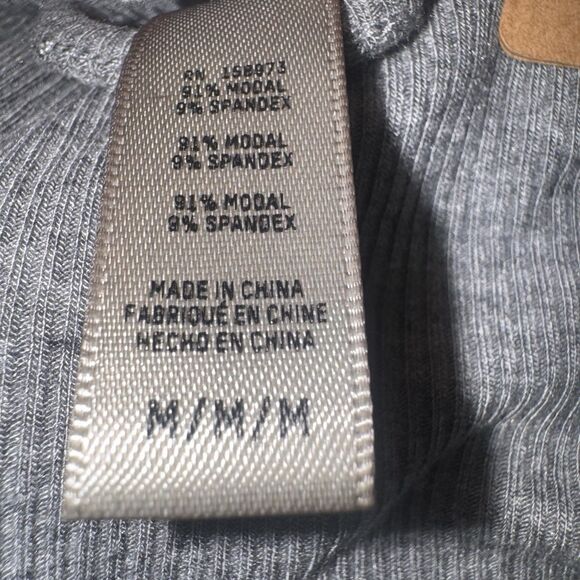 RN 158973
91% MODAL
9% SPANDEX
91% MODAL
9% SPANDEX
91% MODAL
9% SPANDEX
MADE IN CHINA
FABRIQUÉ EN CHINE
HECHO EN CHINA
M/M/M